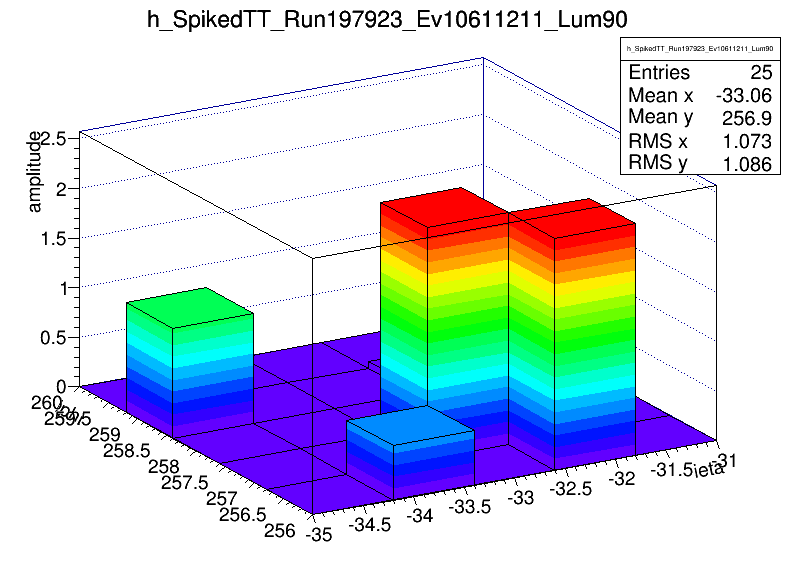 h_SpikedTT_Run197923_Ev10611211_Lum90
h_SpikedTT_Run197923_Ev10611211_Lum90
Entries 25
Mean x -33.06
Mean y 256.9
RMS x 1.073
RMS y 1.086
amplitude
2.5
2
1.5
1
0.5
0
260
259.5
259
258.5
258
257.5
257
256.5
256
-35
-34.5
-34
-33.5
-33
-32.5
-32
-31.5
-31
ieta